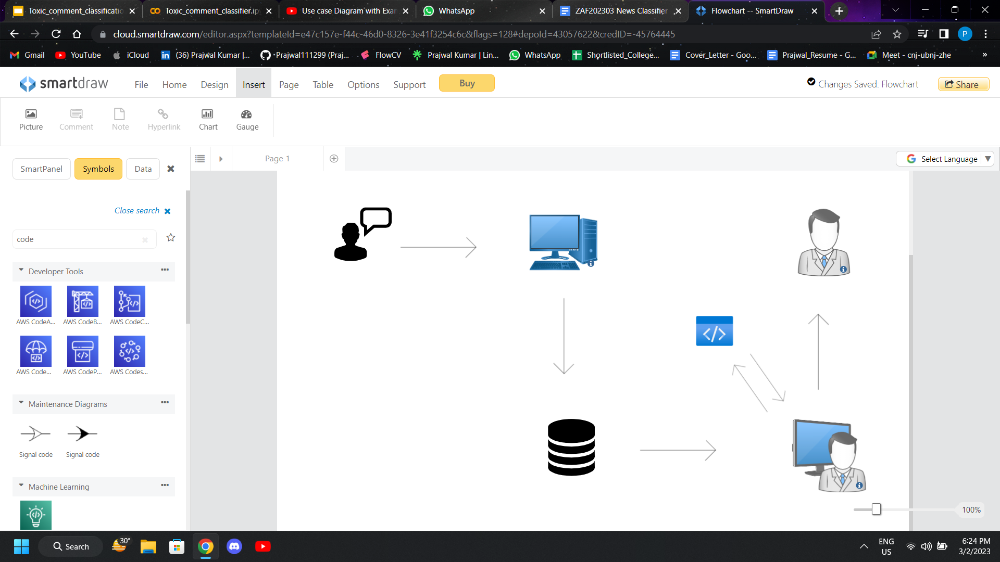 Toxic_comment_classificatio
Toxic_comment_classifier.ip
Use case Diagram with Exam
WhatsApp
ZAF202303 News Classifier
Flowchart -- SmartDraw
cloud.smartdraw.com/editor.aspx?templateId=e47c157e-f44c-46d0-8326-3e41f3254c6c&flags=128#depoId=43057622&credID=-45764445
P
Gmail
YouTube
iCloud
(36) Prajwal Kumar |...
Prajwal111299 (Praj...
FlowCV
Prajwal Kumar | Lin...
WhatsApp
Shortlisted_College...
Cover_Letter - Goo...
Prajwal_Resume - G...
Meet - cnj-ubnj-zhe
»
smartdraw
File
Home
Design
Insert
Page
Table
Options
Support
Buy
Changes Saved: Flowchart
Share
Picture
Comment
Note
Hyperlink
Chart
Gauge
SmartPanel
Symbols
Data
Page 1
Select Language
Close search
code
Developer Tools
AWS CodeA...
AWS CodeB...
AWS CodeC...
AWS Code...
AWS CodeP...
AWS Codes...
Maintenance Diagrams
Signal code
Signal code
Machine Learning
100%
Search
30°
ENG
US
6:24 PM
3/2/2023